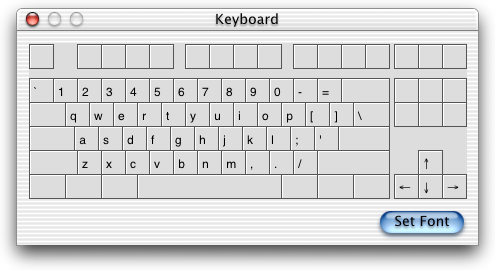 Keyboard
` 1 2 3 4 5 6 7 8 9 0 - =
q w e r t y u i o p [ ] \
a s d f g h j k l ; '
z x c v b n m , . /
↑
← ↓ →
Set Font